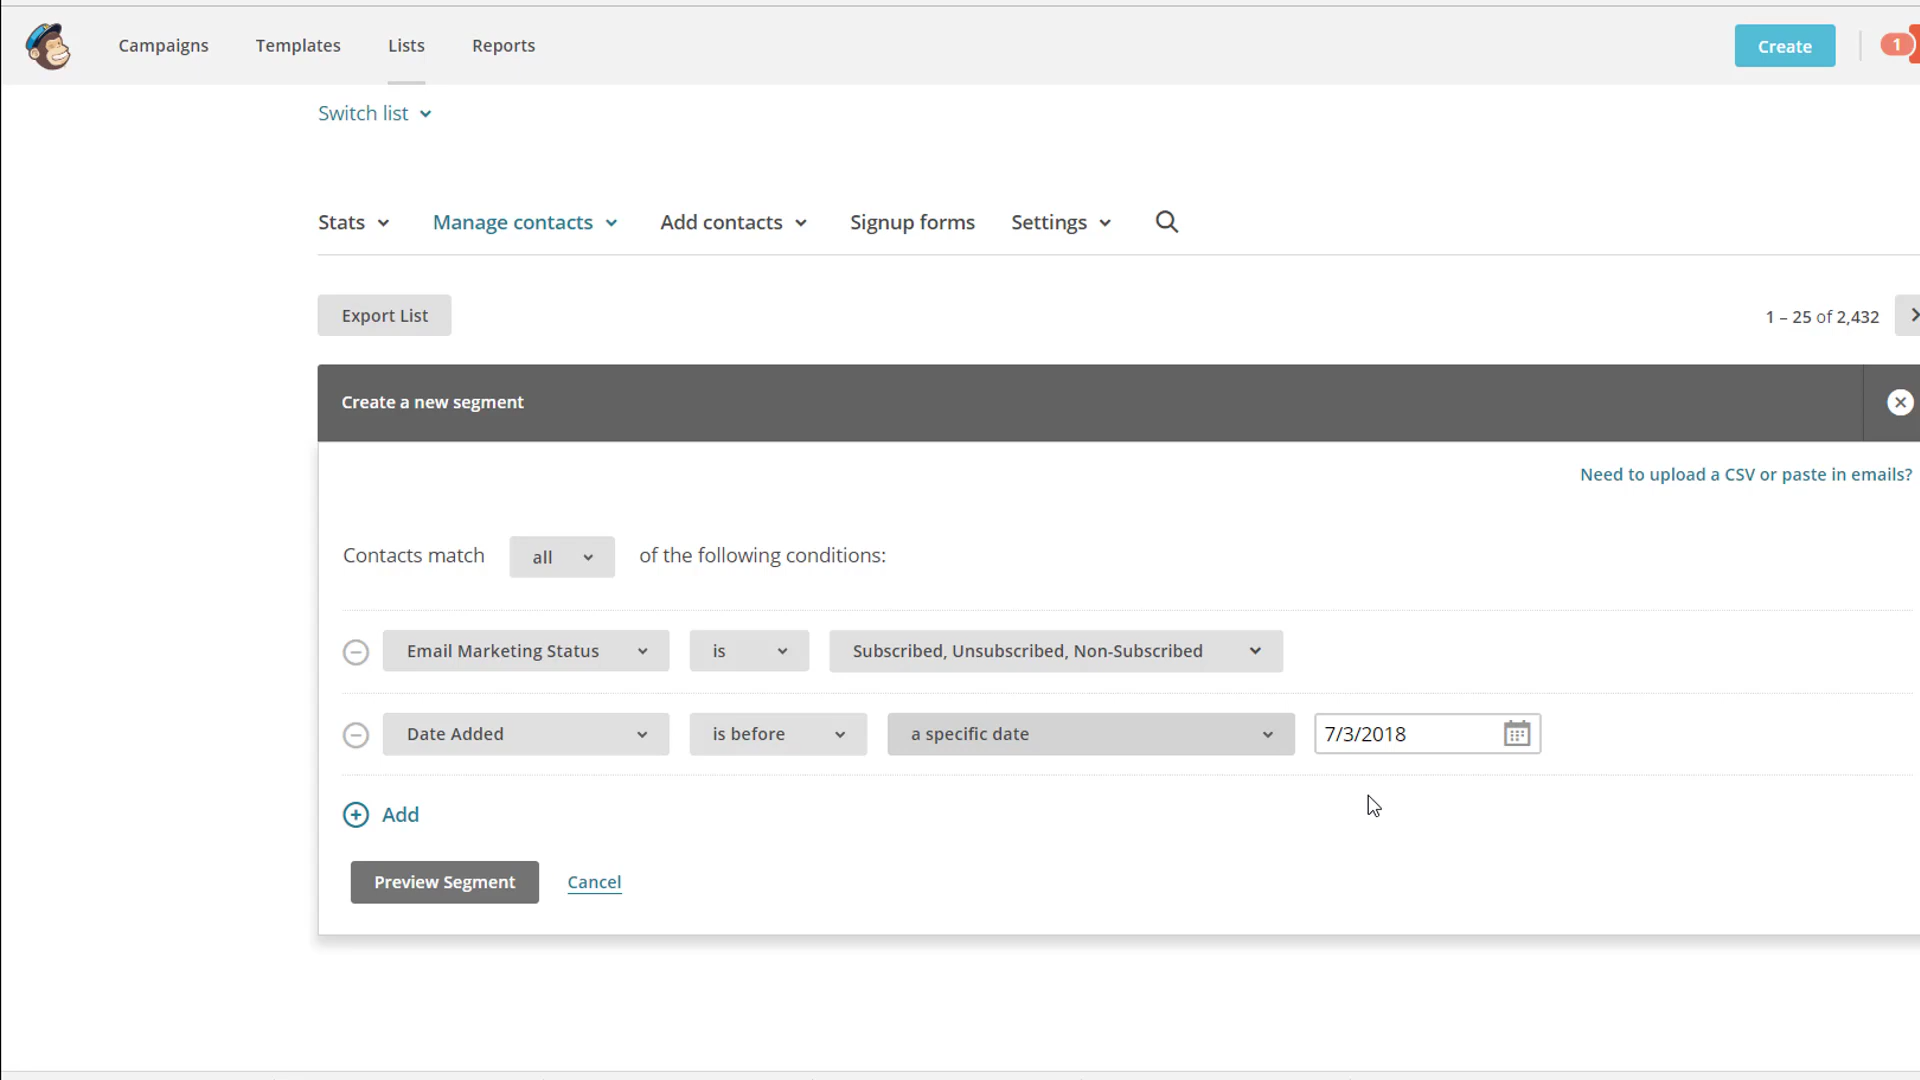 Campaigns Templates Lists Reports Create 1
Switch list
Stats Manage contacts Add contacts Signup forms Settings
Export List 1 – 25 of 2,432
Create a new segment
Need to upload a CSV or paste in emails?
Contacts match all of the following conditions:
Email Marketing Status is Subscribed, Unsubscribed, Non-Subscribed
Date Added is before a specific date 7/3/2018
Add
Preview Segment Cancel